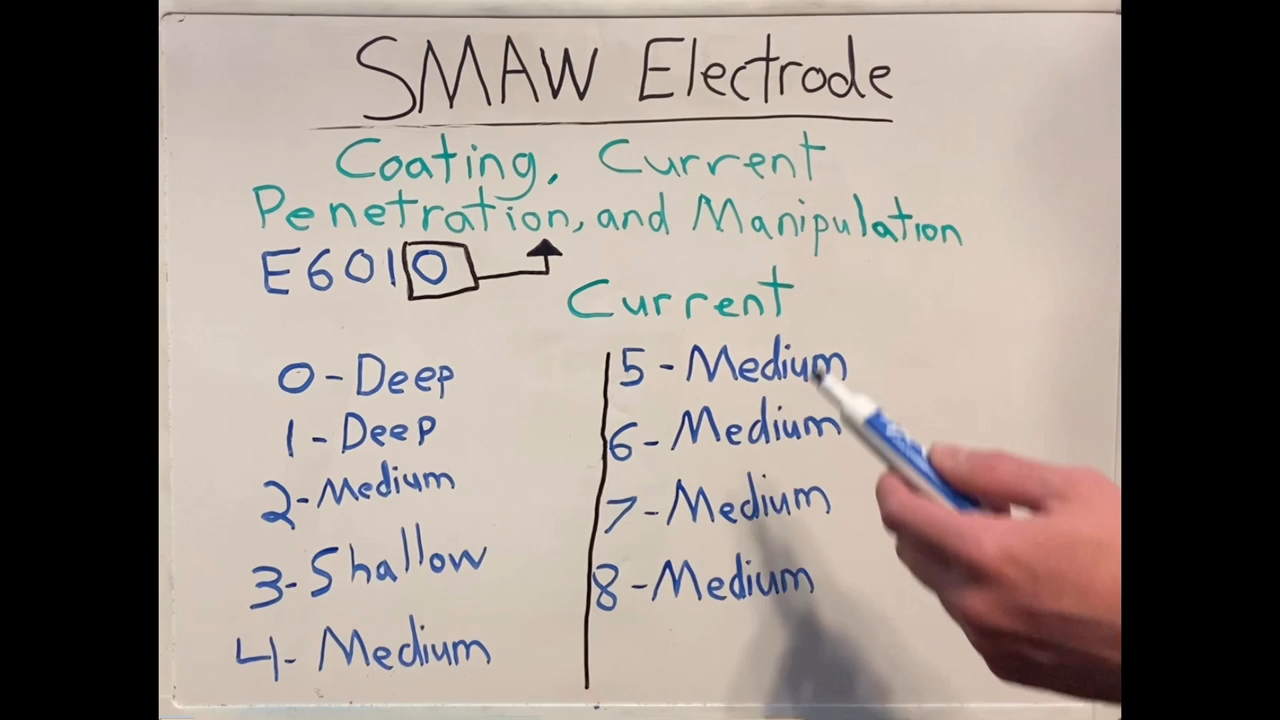 SMAW Electrode
Coating, Current
Penetration, and Manipulation
E6010
Current
0-Deep
1-Deep
2-Medium
3-Shallow
4-Medium
5-Medium
6-Medium
7-Medium
8-Medium